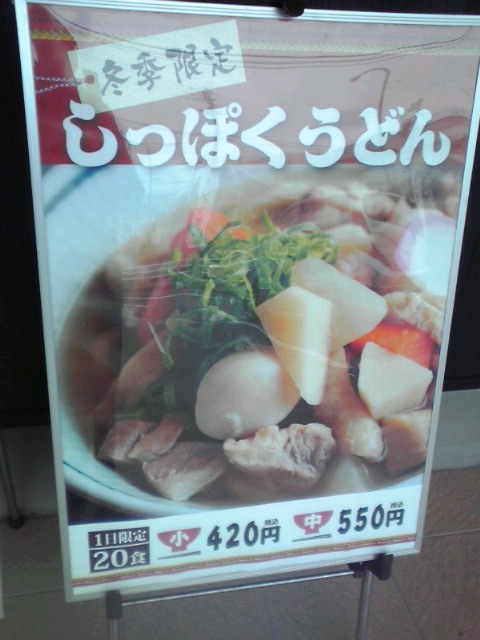 冬季限定
しっぽくうどん
1日限定
20食
小 420円 税込 中 550円 税込